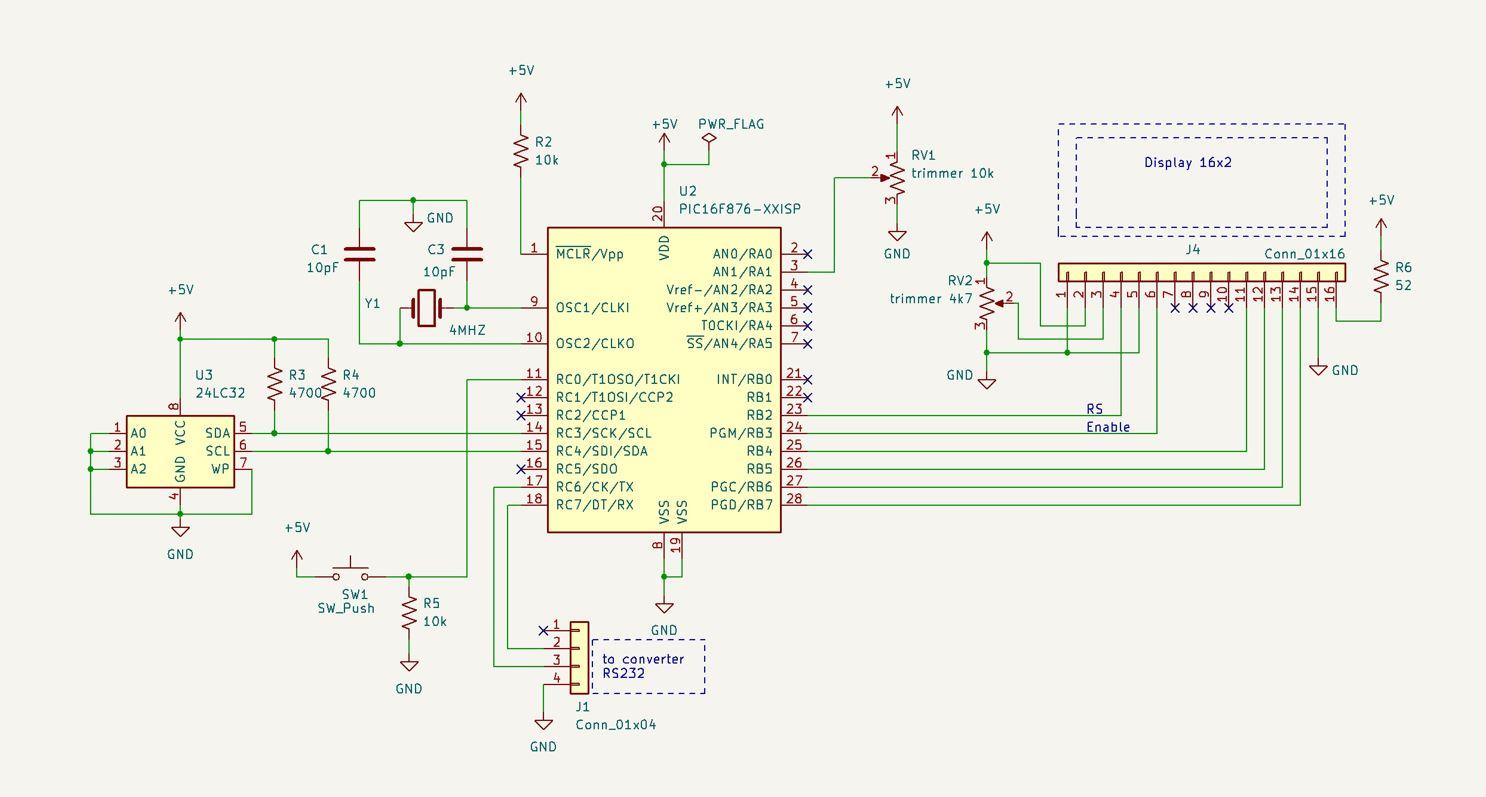 +5V
+5V
+5V PWR_FLAG
R2
10k
RV1
trimmer 10k
1
2
3
GND
Display 16x2
U2
PIC16F876-XXISP
20
VDD
GND
C1
10pF
C3
10pF
Y1
4MHZ
+5V
+5V
J4
Conn_01x16
R6
52
RV2
trimmer 4k7
1
2
3
GND
1 2 3 4 5 6 7 8 9 10 11 12 13 14 15 16
GND
1 MCLR/Vpp
9 OSC1/CLKI
10 OSC2/CLKO
11 RC0/T1OSO/T1CKI
12 RC1/T1OSI/CCP2
13 RC2/CCP1
14 RC3/SCK/SCL
15 RC4/SDI/SDA
16 RC5/SDO
17 RC6/CK/TX
18 RC7/DT/RX
AN0/RA0 2
AN1/RA1 3
Vref-/AN2/RA2 4
Vref+/AN3/RA3 5
TOCKI/RA4 6
SS/AN4/RA5 7
INT/RB0 21
RB1 22
RB2 23
PGM/RB3 24
RB4 25
RB5 26
PGC/RB6 27
PGD/RB7 28
RS
Enable
VSS VSS
8 19
GND
+5V
U3
24LC32
R3
4700
R4
4700
8
VCC
1 A0
2 A1
3 A2
SDA 5
SCL 6
WP 7
GND
4
GND
+5V
SW1
SW_Push
R5
10k
GND
1
2
3
4
to converter
RS232
J1
Conn_01x04
GND